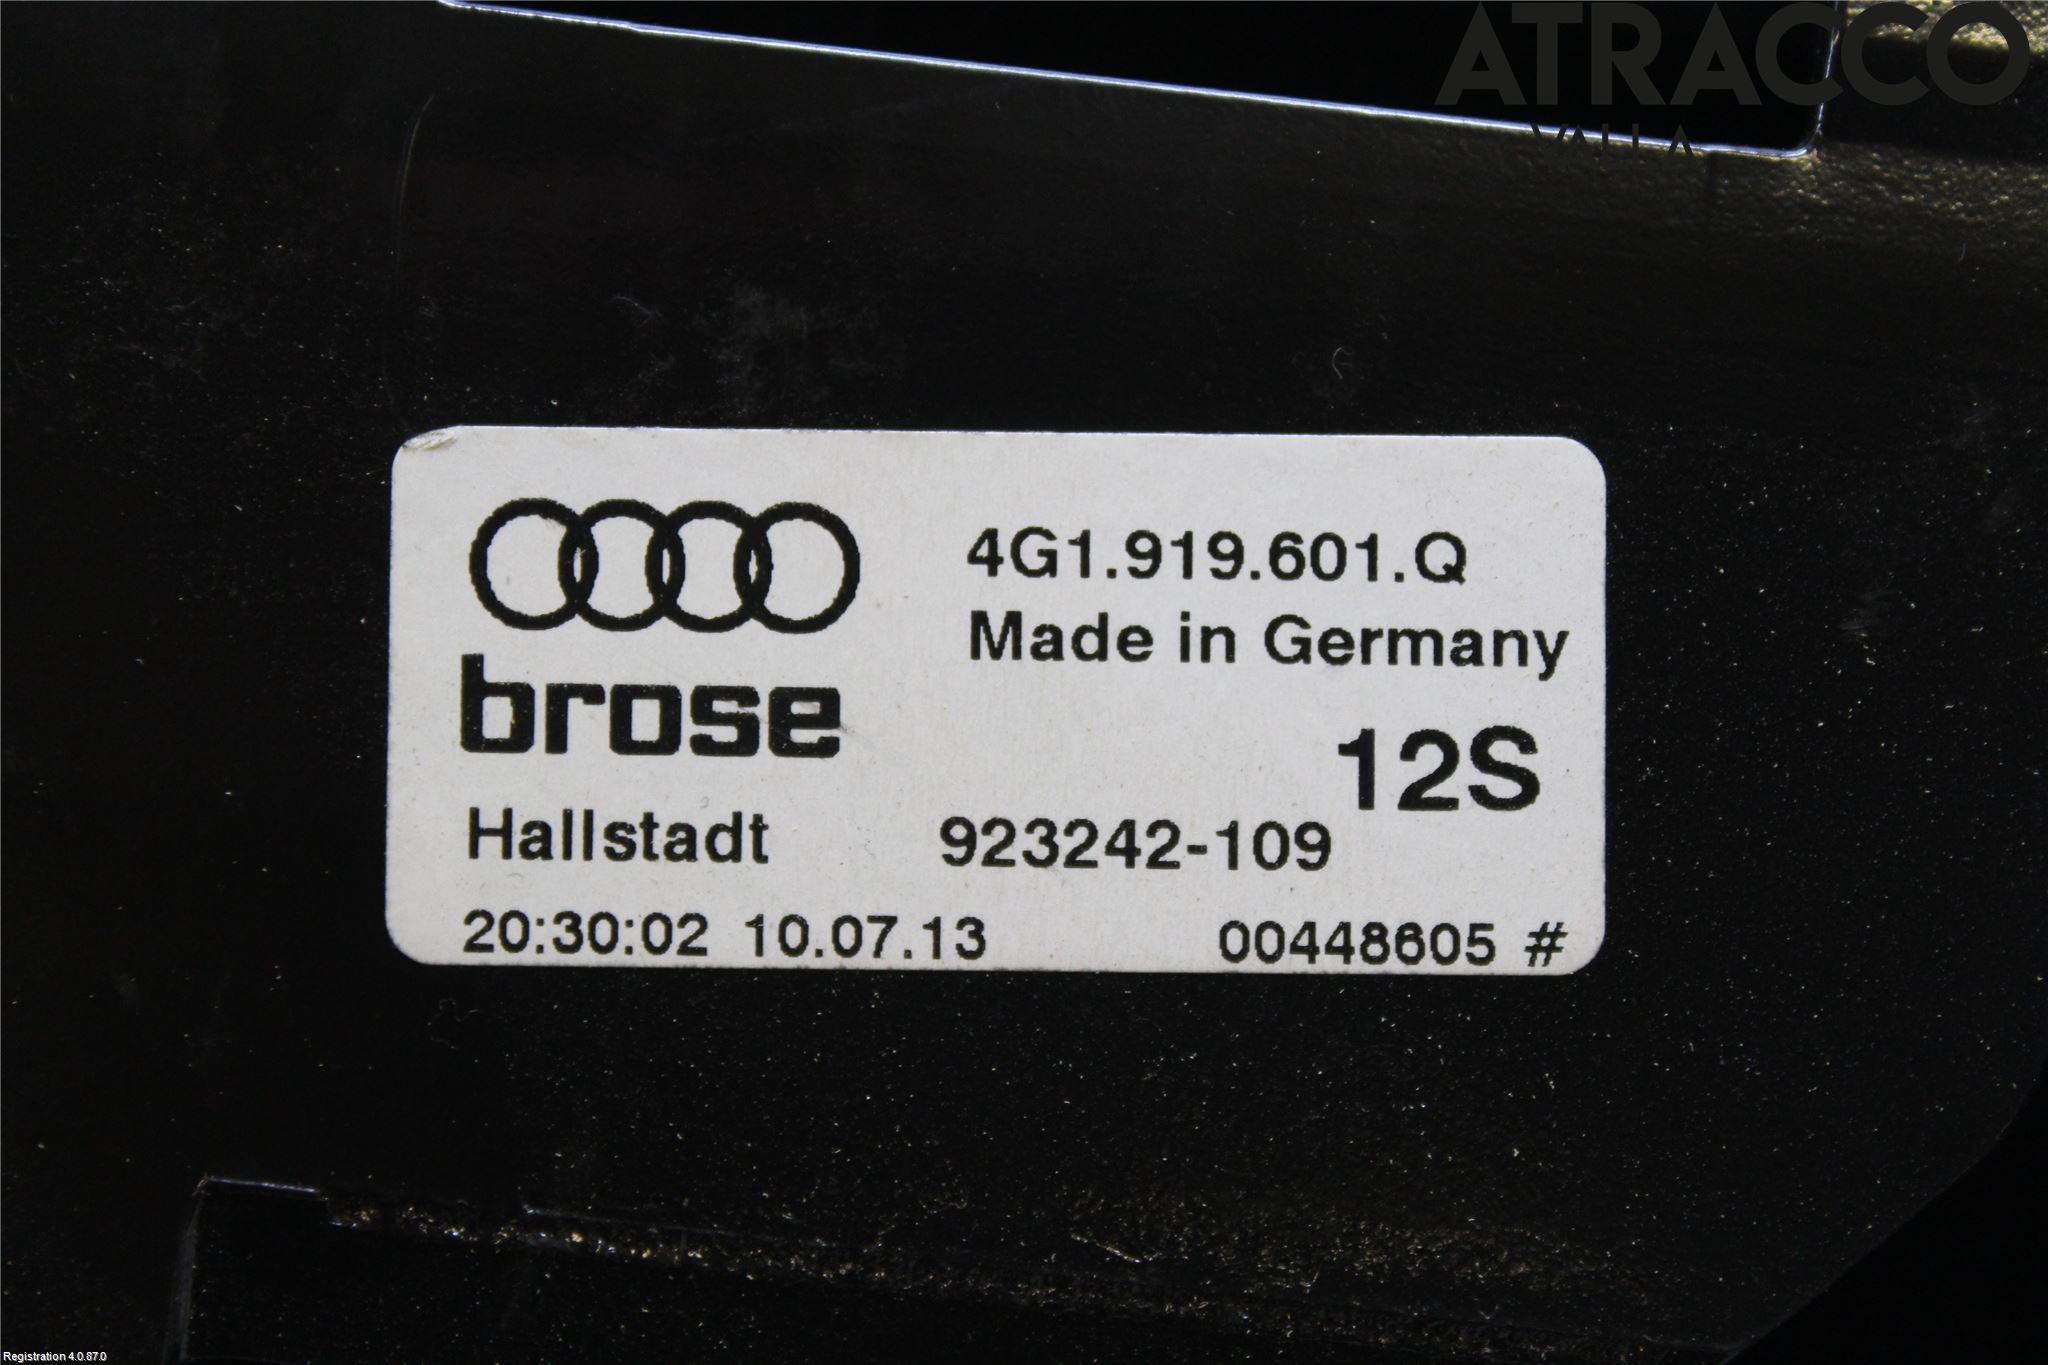 ATRACCO
VALLA
4G1.919.601.Q
Made in Germany
brose
12S
Hallstadt 923242-109
20:30:02 10.07.13 00448605 #
Registration 4.0.87.0